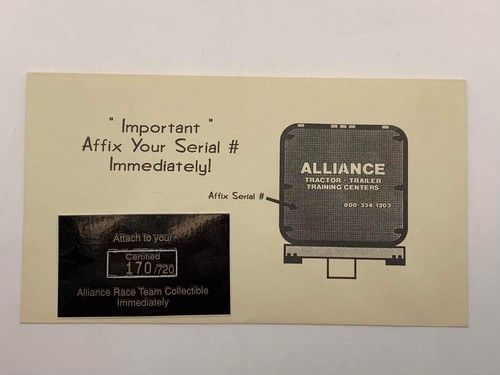 " Important "
Affix Your Serial #
Immediately!
ALLIANCE
TRACTOR - TRAILER
TRAINING CENTERS
800-334-1203
Affix Serial #
Attach to your
Certified
170/720
Alliance Race Team Collectible
Immediately